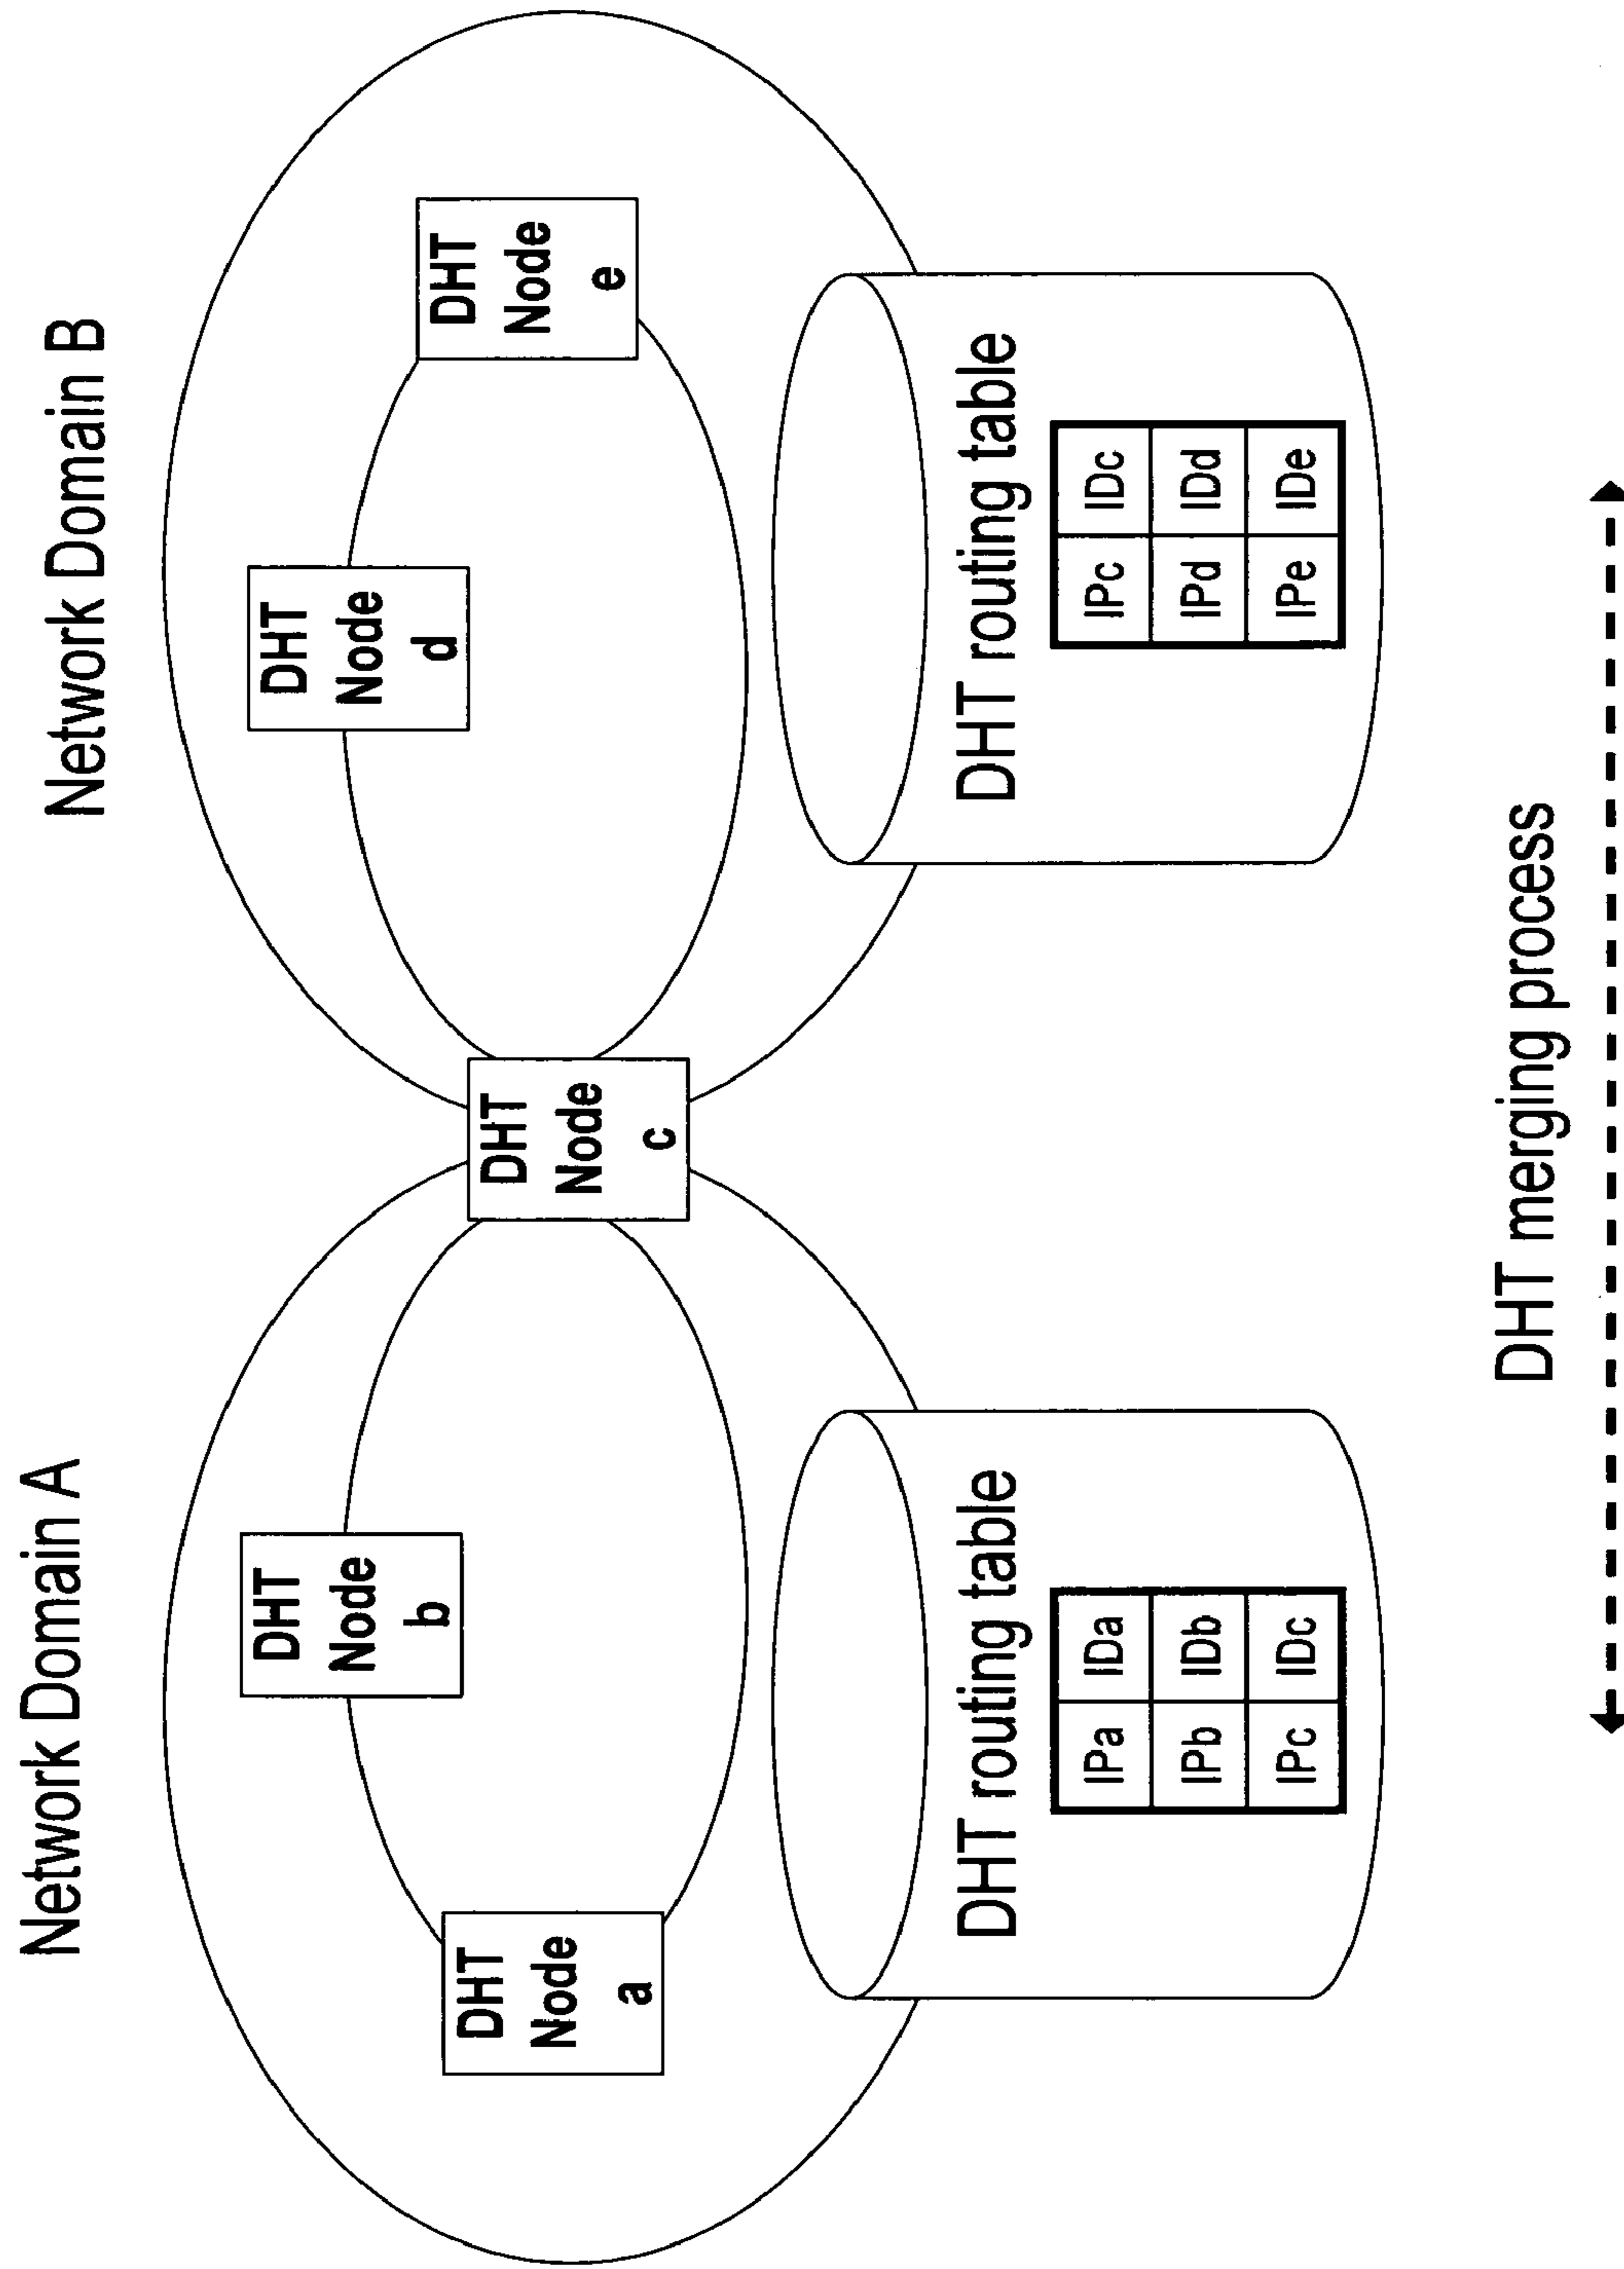 Network Domain A
Network Domain B
DHT
Node
a
DHT
Node
b
DHT
Node
c
DHT
Node
d
DHT
Node
e
DHT routing table
IPa IDa
IPb IDb
IPc IDc
DHT routing table
IPc IDc
IPd IDd
IPe IDe
DHT merging process